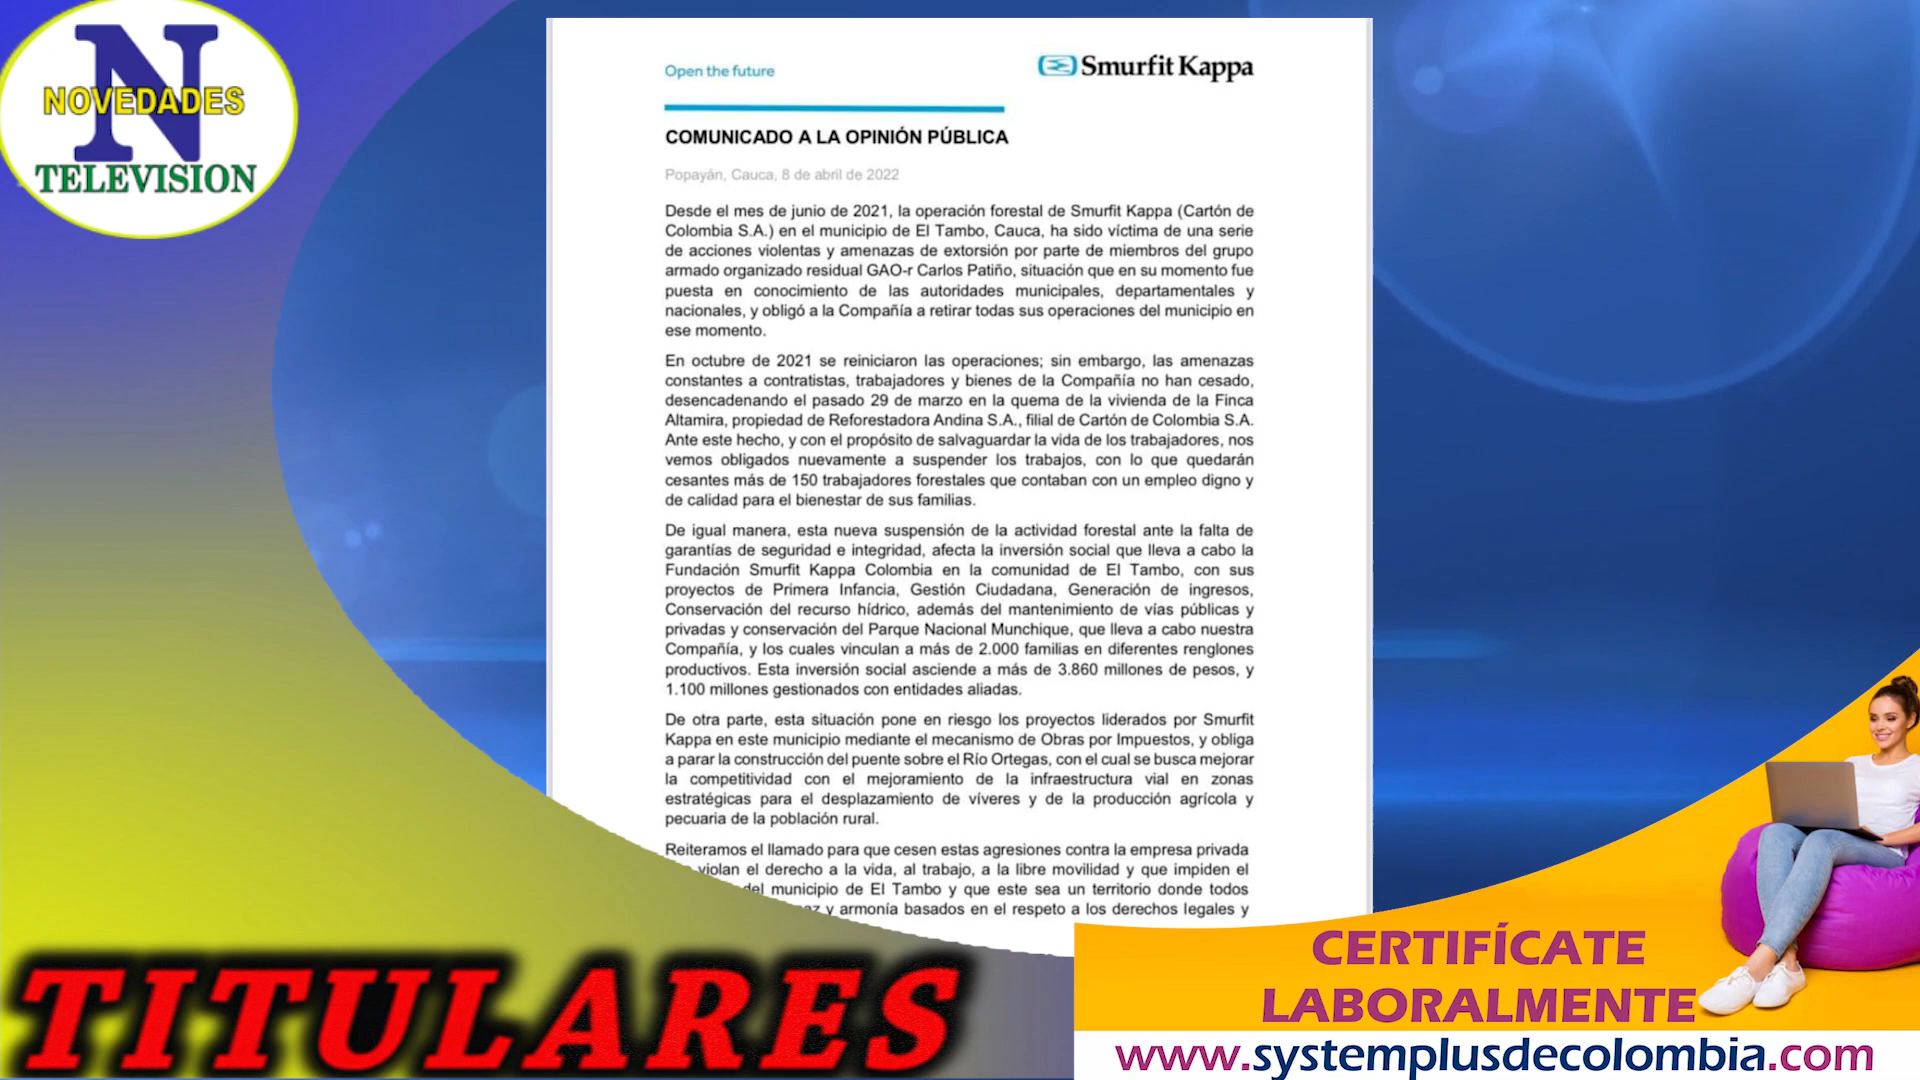 N
NOVEDADES
TELEVISION
Open the future
Smurfit Kappa
COMUNICADO A LA OPINIÓN PÚBLICA
Popayán, Cauca, 8 de abril de 2022
Desde el mes de junio de 2021, la operación forestal de Smurfit Kappa (Cartón de
Colombia S.A.) en el municipio de El Tambo, Cauca, ha sido víctima de una serie
de acciones violentas y amenazas de extorsión por parte de miembros del grupo
armado organizado residual GAO-r Carlos Patiño, situación que en su momento fue
puesta en conocimiento de las autoridades municipales, departamentales y
nacionales, y obligó a la Compañía a retirar todas sus operaciones del municipio en
ese momento.
En octubre de 2021 se reiniciaron las operaciones; sin embargo, las amenazas
constantes a contratistas, trabajadores y bienes de la Compañía no han cesado,
desencadenando el pasado 29 de marzo en la quema de la vivienda de la Finca
Altamira, propiedad de Reforestadora Andina S.A., filial de Cartón de Colombia S.A.
Ante este hecho, y con el propósito de salvaguardar la vida de los trabajadores, nos
vemos obligados nuevamente a suspender los trabajos, con lo que quedarán
cesantes más de 150 trabajadores forestales que contaban con un empleo digno y
de calidad para el bienestar de sus familias.
De igual manera, esta nueva suspensión de la actividad forestal ante la falta de
garantías de seguridad e integridad, afecta la inversión social que lleva a cabo la
Fundación Smurfit Kappa Colombia en la comunidad de El Tambo, con sus
proyectos de Primera Infancia, Gestión Ciudadana, Generación de ingresos,
Conservación del recurso hídrico, además del mantenimiento de vías públicas y
privadas y conservación del Parque Nacional Munchique, que lleva a cabo nuestra
Compañía, y los cuales vinculan a más de 2.000 familias en diferentes renglones
productivos. Esta inversión social asciende a más de 3.860 millones de pesos, y
1.100 millones gestionados con entidades aliadas.
De otra parte, esta situación pone en riesgo los proyectos liderados por Smurfit
Kappa en este municipio mediante el mecanismo de Obras por Impuestos, y obliga
a parar la construcción del puente sobre el Río Ortegas, con el cual se busca mejorar
la competitividad con el mejoramiento de la infraestructura vial en zonas
estratégicas para el desplazamiento de víveres y de la producción agrícola y
pecuaria de la población rural.
Reiteramos el llamado para que cesen estas agresiones contra la empresa privada
violan el derecho a la vida, al trabajo, a la libre movilidad y que impiden el
del municipio de El Tambo y que este sea un territorio donde todos
y armonía basados en el respeto a los derechos legales y
TITULARES
CERTIFÍCATE
LABORALMENTE
www.systemplusdecolombia.com